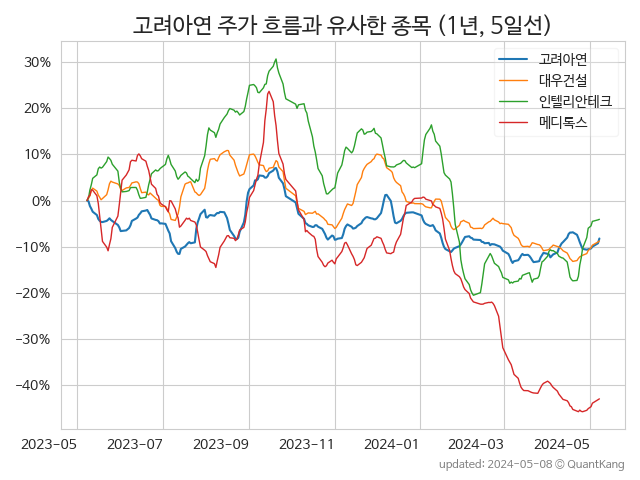 고려아연 주가 흐름과 유사한 종목 (1년, 5일선)
고려아연
대우건설
인텔리안테크
메디톡스
30%
20%
10%
0%
−10%
−20%
−30%
−40%
2023-05 2023-07 2023-09 2023-11 2024-01 2024-03 2024-05
updated: 2024-05-08 © QuantKang